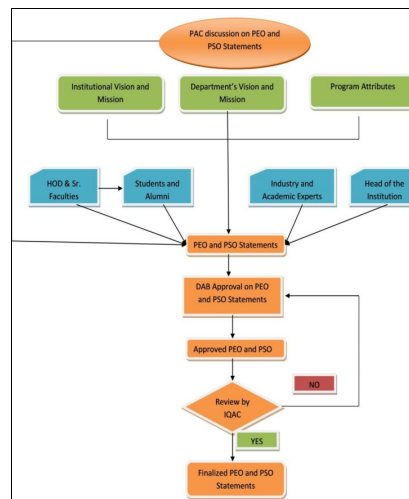 PAC discussion on PEO and
PSO Statements
Institutional Vision and
Mission
Department's Vision and
Mission
Program Attributes
HOD & Sr.
Faculties
Students and
Alumni
Industry and
Academic Experts
Head of the
Institution
PEO and PSO Statements
DAB Approval on PEO
and PSO Statements
Approved PEO and PSO
NO
Review by
IQAC
YES
Finalized PEO and PSO
Statements